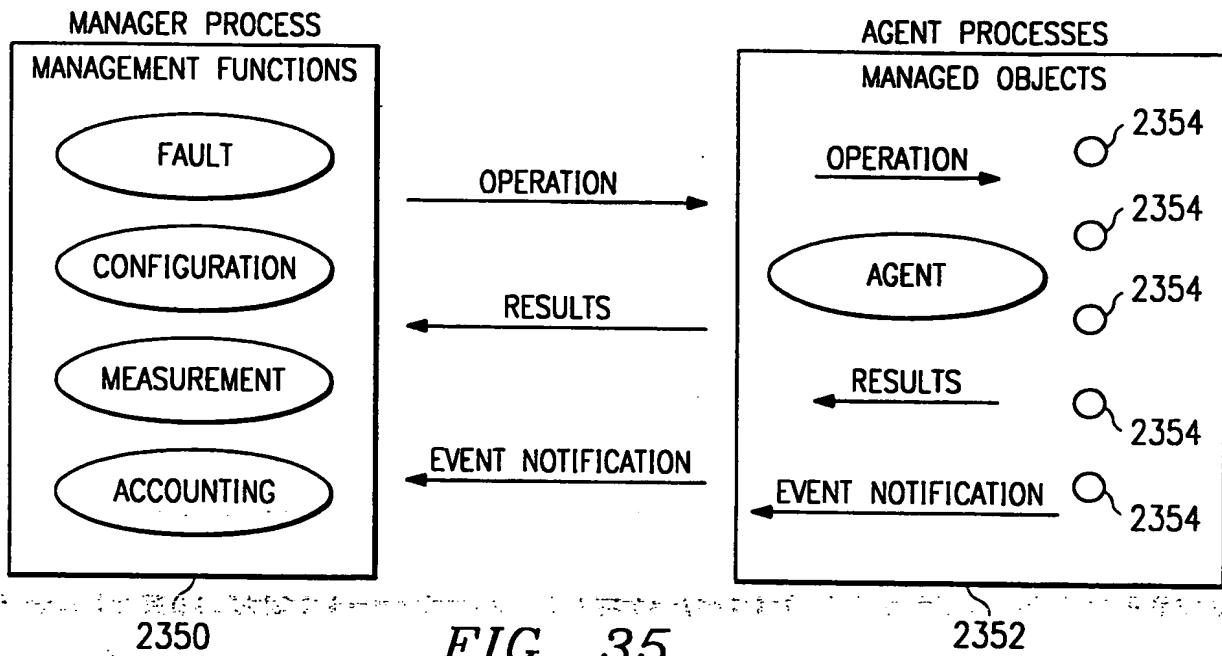 MANAGER PROCESS
MANAGEMENT FUNCTIONS
FAULT
CONFIGURATION
MEASUREMENT
ACCOUNTING
2350
OPERATION
RESULTS
EVENT NOTIFICATION
AGENT PROCESSES
MANAGED OBJECTS
OPERATION
AGENT
RESULTS
EVENT NOTIFICATION
2354
2354
2354
2354
2354
2352
FIG. 35